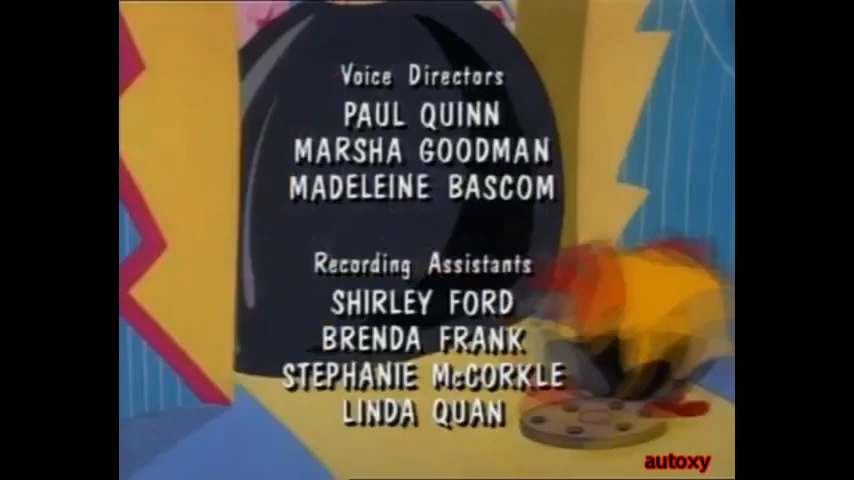 Voice Directors
PAUL QUINN
MARSHA GOODMAN
MADELEINE BASCOM
Recording Assistants
SHIRLEY FORD
BRENDA FRANK
STEPHANIE McCORKLE
LINDA QUAN
autoxy